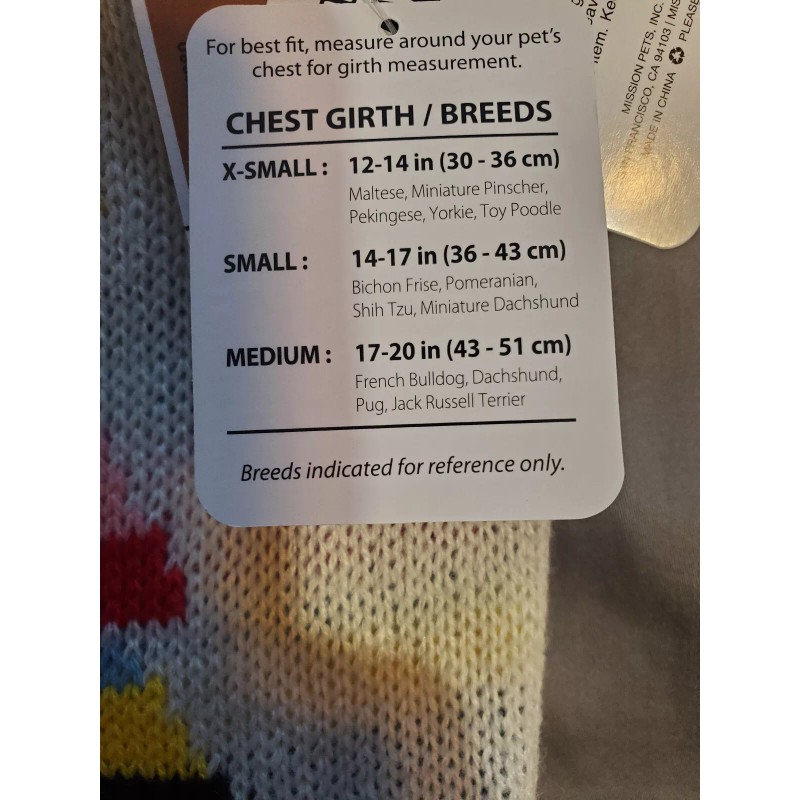 For best fit, measure around your pet's
chest for girth measurement.
CHEST GIRTH / BREEDS
X-SMALL: 12-14 in (30 - 36 cm)
Maltese, Miniature Pinscher,
Pekingese, Yorkie, Toy Poodle
SMALL: 14-17 in (36 - 43 cm)
Bichon Frise, Pomeranian,
Shih Tzu, Miniature Dachshund
MEDIUM: 17-20 in (43 - 51 cm)
French Bulldog, Dachshund,
Pug, Jack Russell Terrier
Breeds indicated for reference only.
MISSION PETS, INC.
FRANCISCO, CA 94103 |
MADE IN CHINA PLEASE